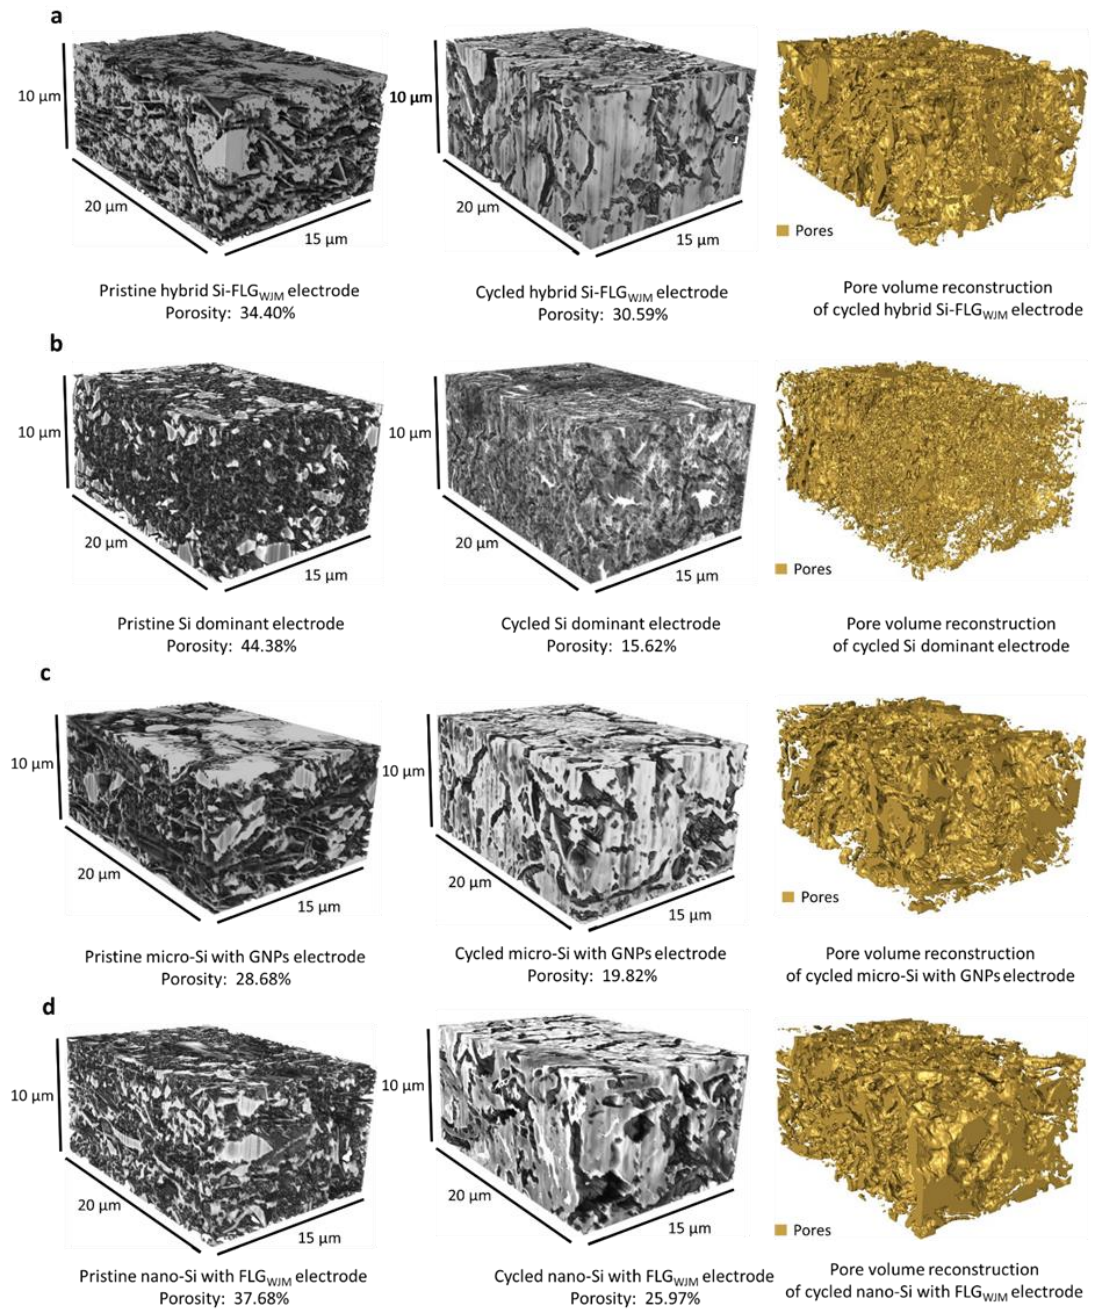 a
10 µm
20 µm
15 µm
Pristine hybrid Si-FLG_WJM electrode
Porosity: 34.40%
10 µm
20 µm
15 µm
Cycled hybrid Si-FLG_WJM electrode
Porosity: 30.59%
Pores
Pore volume reconstruction
of cycled hybrid Si-FLG_WJM electrode
b
10 µm
20 µm
15 µm
Pristine Si dominant electrode
Porosity: 44.38%
10 µm
20 µm
15 µm
Cycled Si dominant electrode
Porosity: 15.62%
Pores
Pore volume reconstruction
of cycled Si dominant electrode
c
10 µm
20 µm
15 µm
Pristine micro-Si with GNPs electrode
Porosity: 28.68%
10 µm
20 µm
15 µm
Cycled micro-Si with GNPs electrode
Porosity: 19.82%
Pores
Pore volume reconstruction
of cycled micro-Si with GNPs electrode
d
10 µm
20 µm
15 µm
Pristine nano-Si with FLG_WJM electrode
Porosity: 37.68%
10 µm
20 µm
15 µm
Cycled nano-Si with FLG_WJM electrode
Porosity: 25.97%
Pores
Pore volume reconstruction
of cycled nano-Si with FLG_WJM electrode